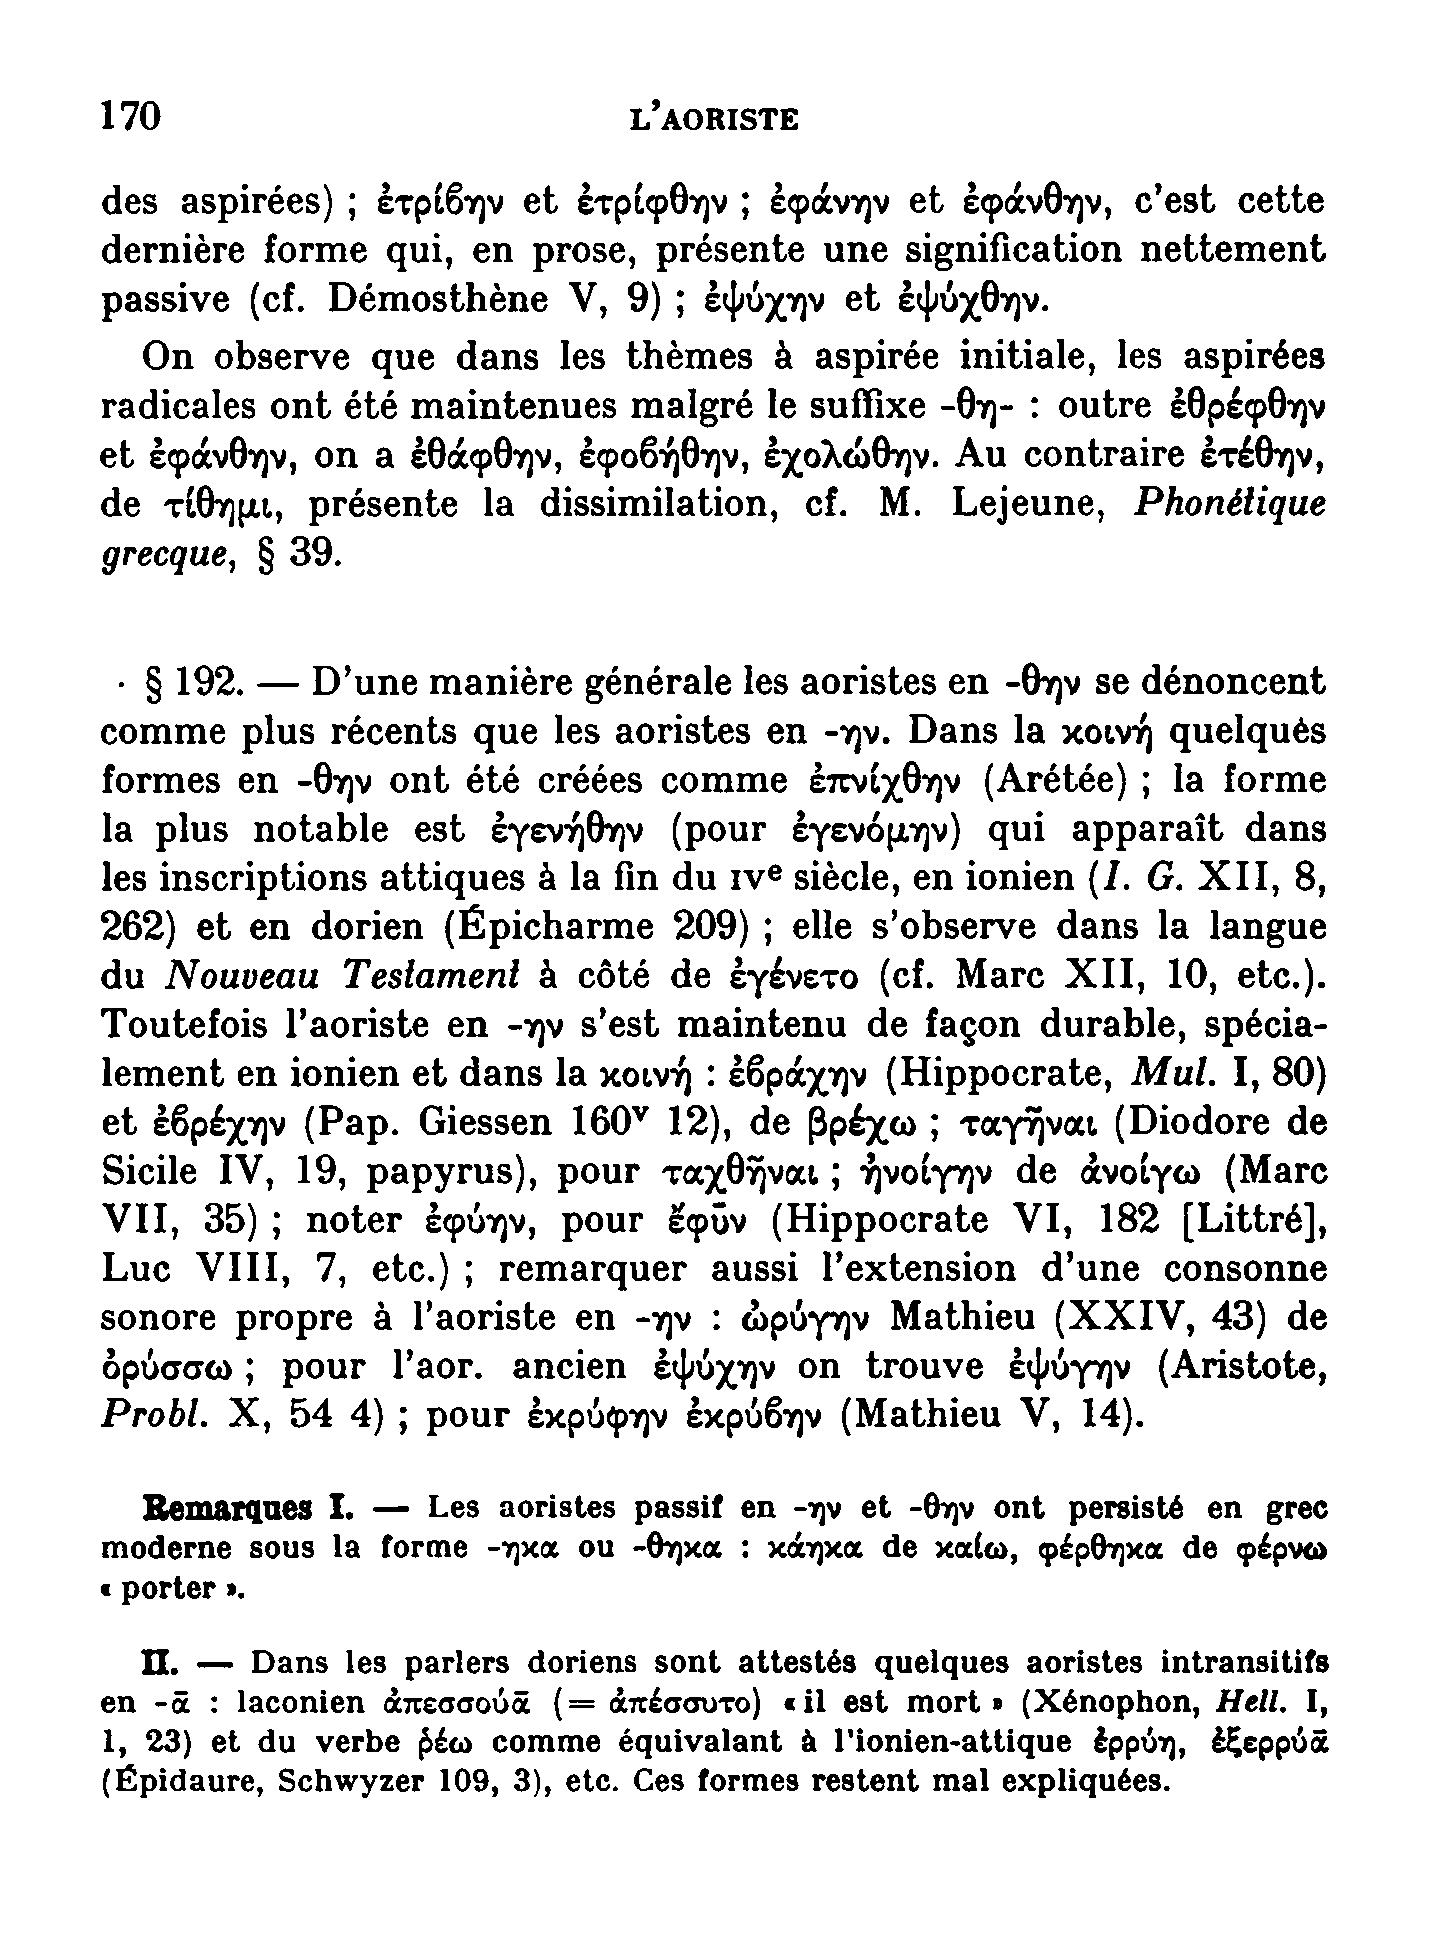 170 L’AORISTE
des aspirées) ; ἐτρίϐην et ἐτρίφθην ; ἐφάνην et ἐφάνθην, c’est cette
dernière forme qui, en prose, présente une signification nettement
passive (cf. Démosthène V, 9) ; ἐψύχην et ἐψύχθην.
On observe que dans les thèmes à aspirée initiale, les aspirées
radicales ont été maintenues malgré le suffixe -θη- : outre ἐθρέφθην
et ἐφάνθην, on a ἐθάφθην, ἐφοϐήθην, ἐχολώθην. Au contraire ἐτέθην,
de τίθημι, présente la dissimilation, cf. M. Lejeune, Phonétique
grecque, § 39.
· § 192. — D’une manière générale les aoristes en -θην se dénoncent
comme plus récents que les aoristes en -ην. Dans la κοινή quelques
formes en -θην ont été créées comme ἐπνίχθην (Arétée) ; la forme
la plus notable est ἐγενήθην (pour ἐγενόμην) qui apparaît dans
les inscriptions attiques à la fin du IVe siècle, en ionien (I. G. XII, 8,
262) et en dorien (Épicharme 209) ; elle s’observe dans la langue
du Nouveau Testament à côté de ἐγένετο (cf. Marc XII, 10, etc.).
Toutefois l’aoriste en -ην s’est maintenu de façon durable, spécia-
lement en ionien et dans la κοινή : ἐϐράχην (Hippocrate, Mul. I, 80)
et ἐϐρέχην (Pap. Giessen 160v 12), de βρέχω ; ταγῆναι (Diodore de
Sicile IV, 19, papyrus), pour ταχθῆναι ; ἠνοίγην de ἀνοίγω (Marc
VII, 35) ; noter ἐφύην, pour ἔφῡν (Hippocrate VI, 182 [Littré],
Luc VIII, 7, etc.) ; remarquer aussi l’extension d’une consonne
sonore propre à l’aoriste en -ην : ὠρύγην Mathieu (XXIV, 43) de
ὀρύσσω ; pour l’aor. ancien ἐψύχην on trouve ἐψύγην (Aristote,
Probl. X, 54 4) ; pour ἐκρύφην ἐκρύϐην (Mathieu V, 14).
Remarques I. — Les aoristes passif en -ην et -θην ont persisté en grec
moderne sous la forme -ηκα ou -θηκα : κάηκα de καίω, φέρθηκα de φέρνω
« porter ».
II. — Dans les parlers doriens sont attestés quelques aoristes intransitifs
en -ᾱ : laconien ἀπεσσούᾱ (= ἀπέσσυτο) « il est mort » (Xénophon, Hell. I,
1, 23) et du verbe ῥέω comme équivalant à l’ionien-attique ἐρρύη, ἐξερρύᾱ
(Épidaure, Schwyzer 109, 3), etc. Ces formes restent mal expliquées.